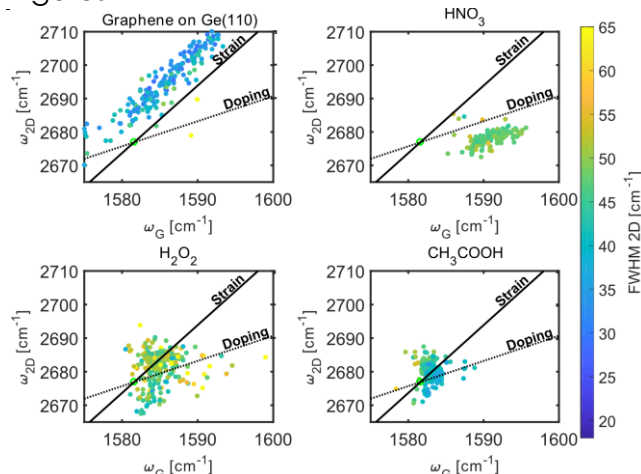 Graphene on Ge(110)
2710
2700
2690
2680
2670
ω2D [cm-1]
Strain
Doping
1580
1590
1600
ωG [cm-1]
HNO3
2710
2700
2690
2680
2670
ω2D [cm-1]
Strain
Doping
1580
1590
1600
ωG [cm-1]
H2O2
2710
2700
2690
2680
2670
ω2D [cm-1]
Strain
Doping
1580
1590
1600
ωG [cm-1]
CH3COOH
2710
2700
2690
2680
2670
ω2D [cm-1]
Strain
Doping
1580
1590
1600
ωG [cm-1]
65
60
55
50
45
40
35
30
25
20
FWHM 2D [cm-1]